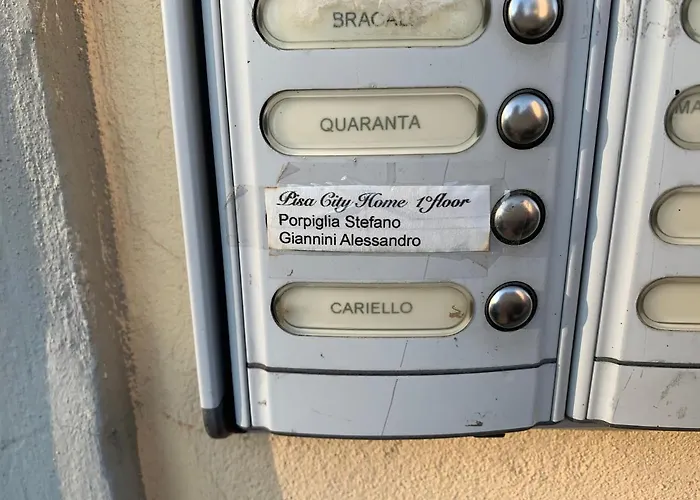 QUARANTA
Pisa City Home 1°floor
Porpiglia Stefano
Giannini Alessandro
CARIELLO